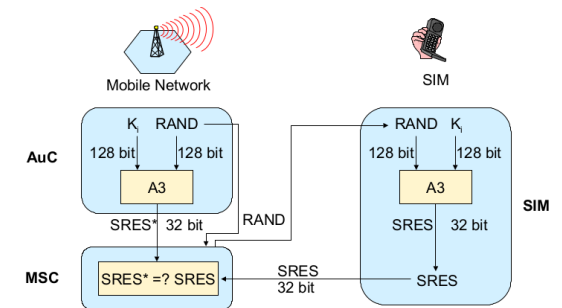 Mobile Network
SIM
Ki RAND
128 bit 128 bit
AuC
A3
SRES* 32 bit
RAND
MSC
SRES* =? SRES
SRES
32 bit
RAND Ki
128 bit 128 bit
A3
SIM
SRES 32 bit
SRES